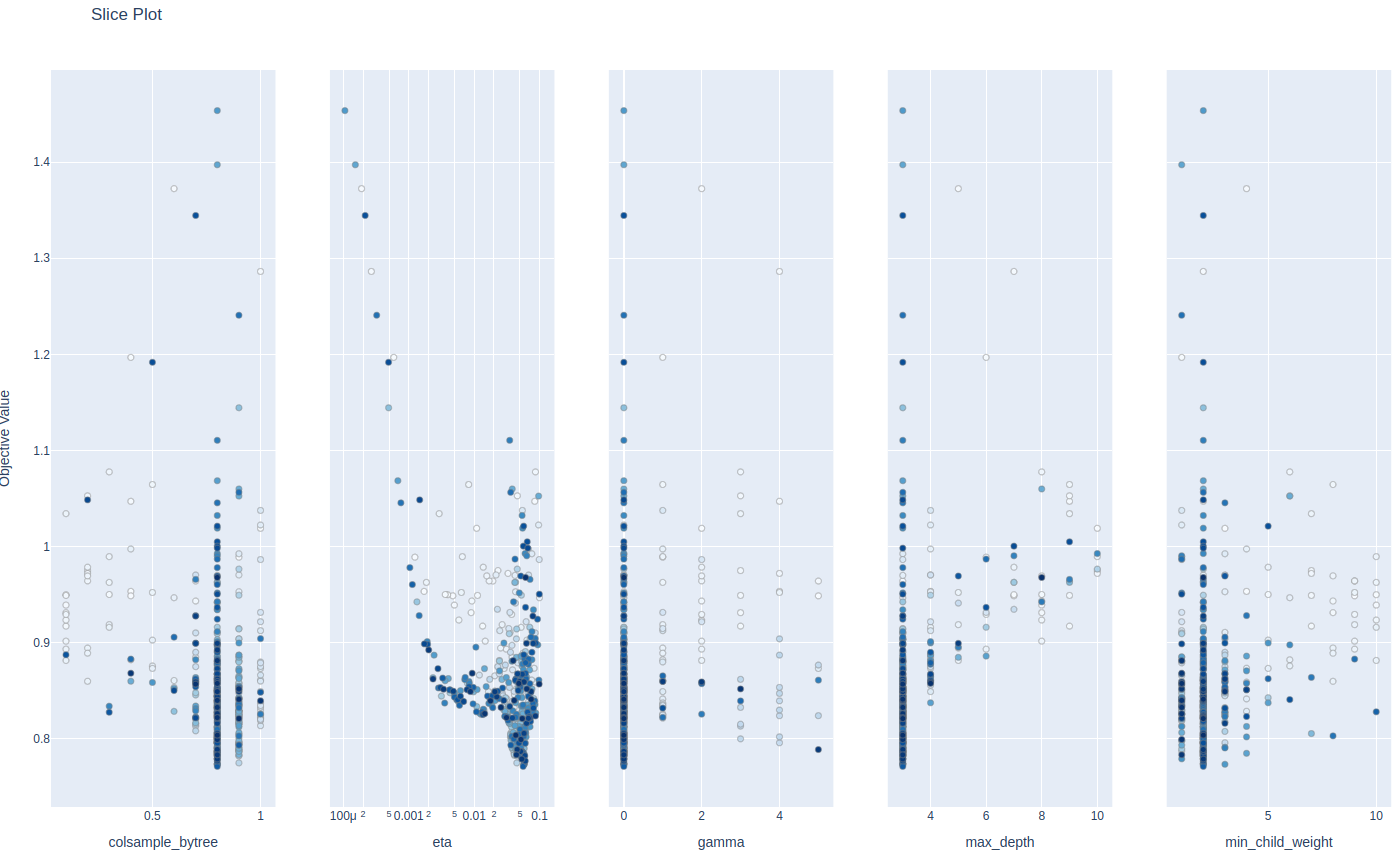 Slice Plot
Objective Value
1.4
1.3
1.2
1.1
1
0.9
0.8
0.5 1
100μ 2 5 0.001 2 5 0.01 2 5 0.1
0 2 4
4 6 8 10
5 10
colsample_bytree eta gamma max_depth min_child_weight